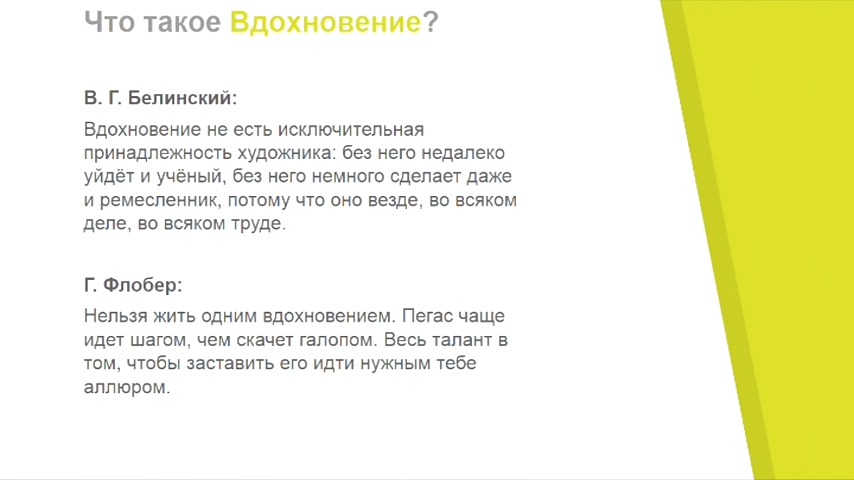 Что такое Вдохновение?
В. Г. Белинский:
Вдохновение не есть исключительная
принадлежность художника: без него недалеко
уйдёт и учёный, без него немного сделает даже
и ремесленник, потому что оно везде, во всяком
деле, во всяком труде.
Г. Флобер:
Нельзя жить одним вдохновением. Пегас чаще
идет шагом, чем скачет галопом. Весь талант в
том, чтобы заставить его идти нужным тебе
аллюром.